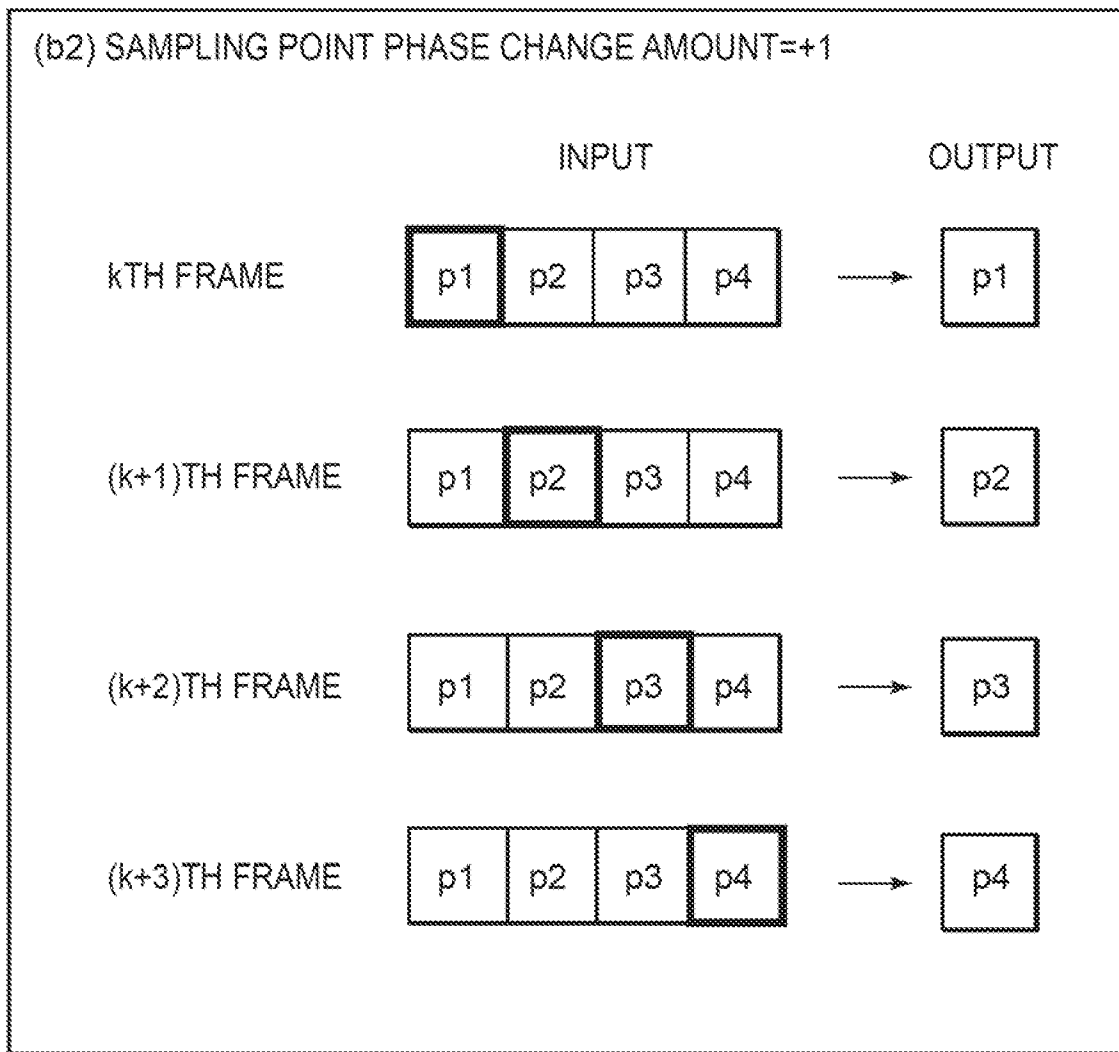 (b2) SAMPLING POINT PHASE CHANGE AMOUNT=+1
INPUT OUTPUT
kTH FRAME p1 p2 p3 p4 p1
(k+1)TH FRAME p1 p2 p3 p4 p2
(k+2)TH FRAME p1 p2 p3 p4 p3
(k+3)TH FRAME p1 p2 p3 p4 p4